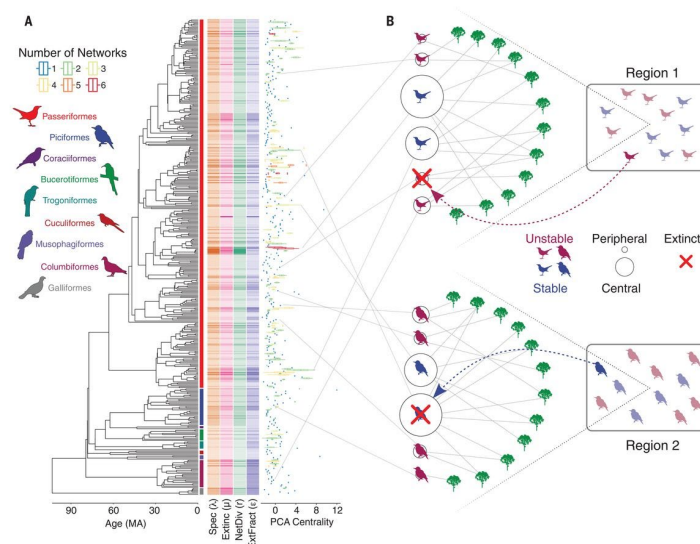 A
B
Number of Networks
1 2 3
4 5 6
Passeriformes
Piciformes
Coraciiformes
Bucerotiformes
Trogoniformes
Cuculiformes
Musophagiformes
Columbiformes
Galliformes
90 60 30 0
Age (MA)
Spec (λ)
Extinc (μ)
NetDiv (r)
ExtFract (ε)
0 4 8 12
PCA Centrality
Region 1
Unstable
Stable
Peripheral
Central
Extinct
Region 2